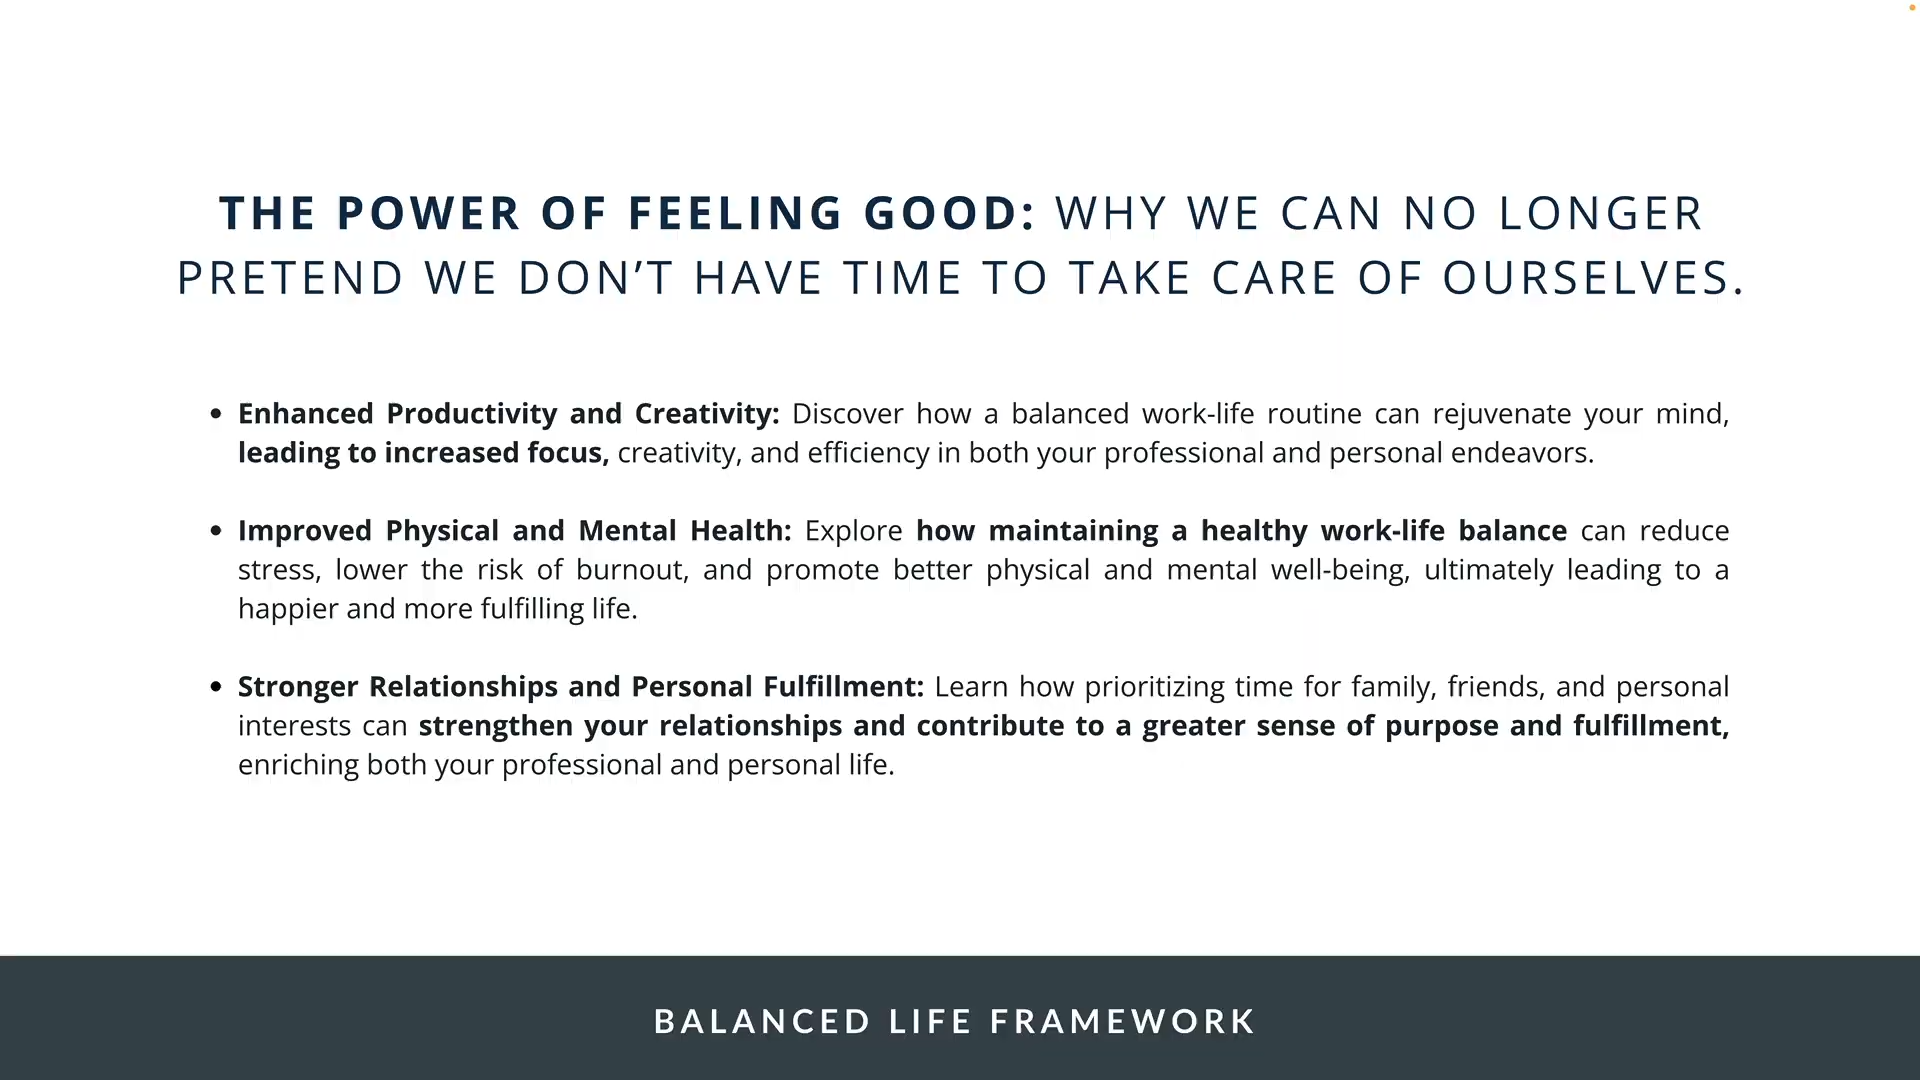 THE POWER OF FEELING GOOD: WHY WE CAN NO LONGER
PRETEND WE DON’T HAVE TIME TO TAKE CARE OF OURSELVES.
• Enhanced Productivity and Creativity: Discover how a balanced work-life routine can rejuvenate your mind,
leading to increased focus, creativity, and efficiency in both your professional and personal endeavors.
• Improved Physical and Mental Health: Explore how maintaining a healthy work-life balance can reduce
stress, lower the risk of burnout, and promote better physical and mental well-being, ultimately leading to a
happier and more fulfilling life.
• Stronger Relationships and Personal Fulfillment: Learn how prioritizing time for family, friends, and personal
interests can strengthen your relationships and contribute to a greater sense of purpose and fulfillment,
enriching both your professional and personal life.
BALANCED LIFE FRAMEWORK